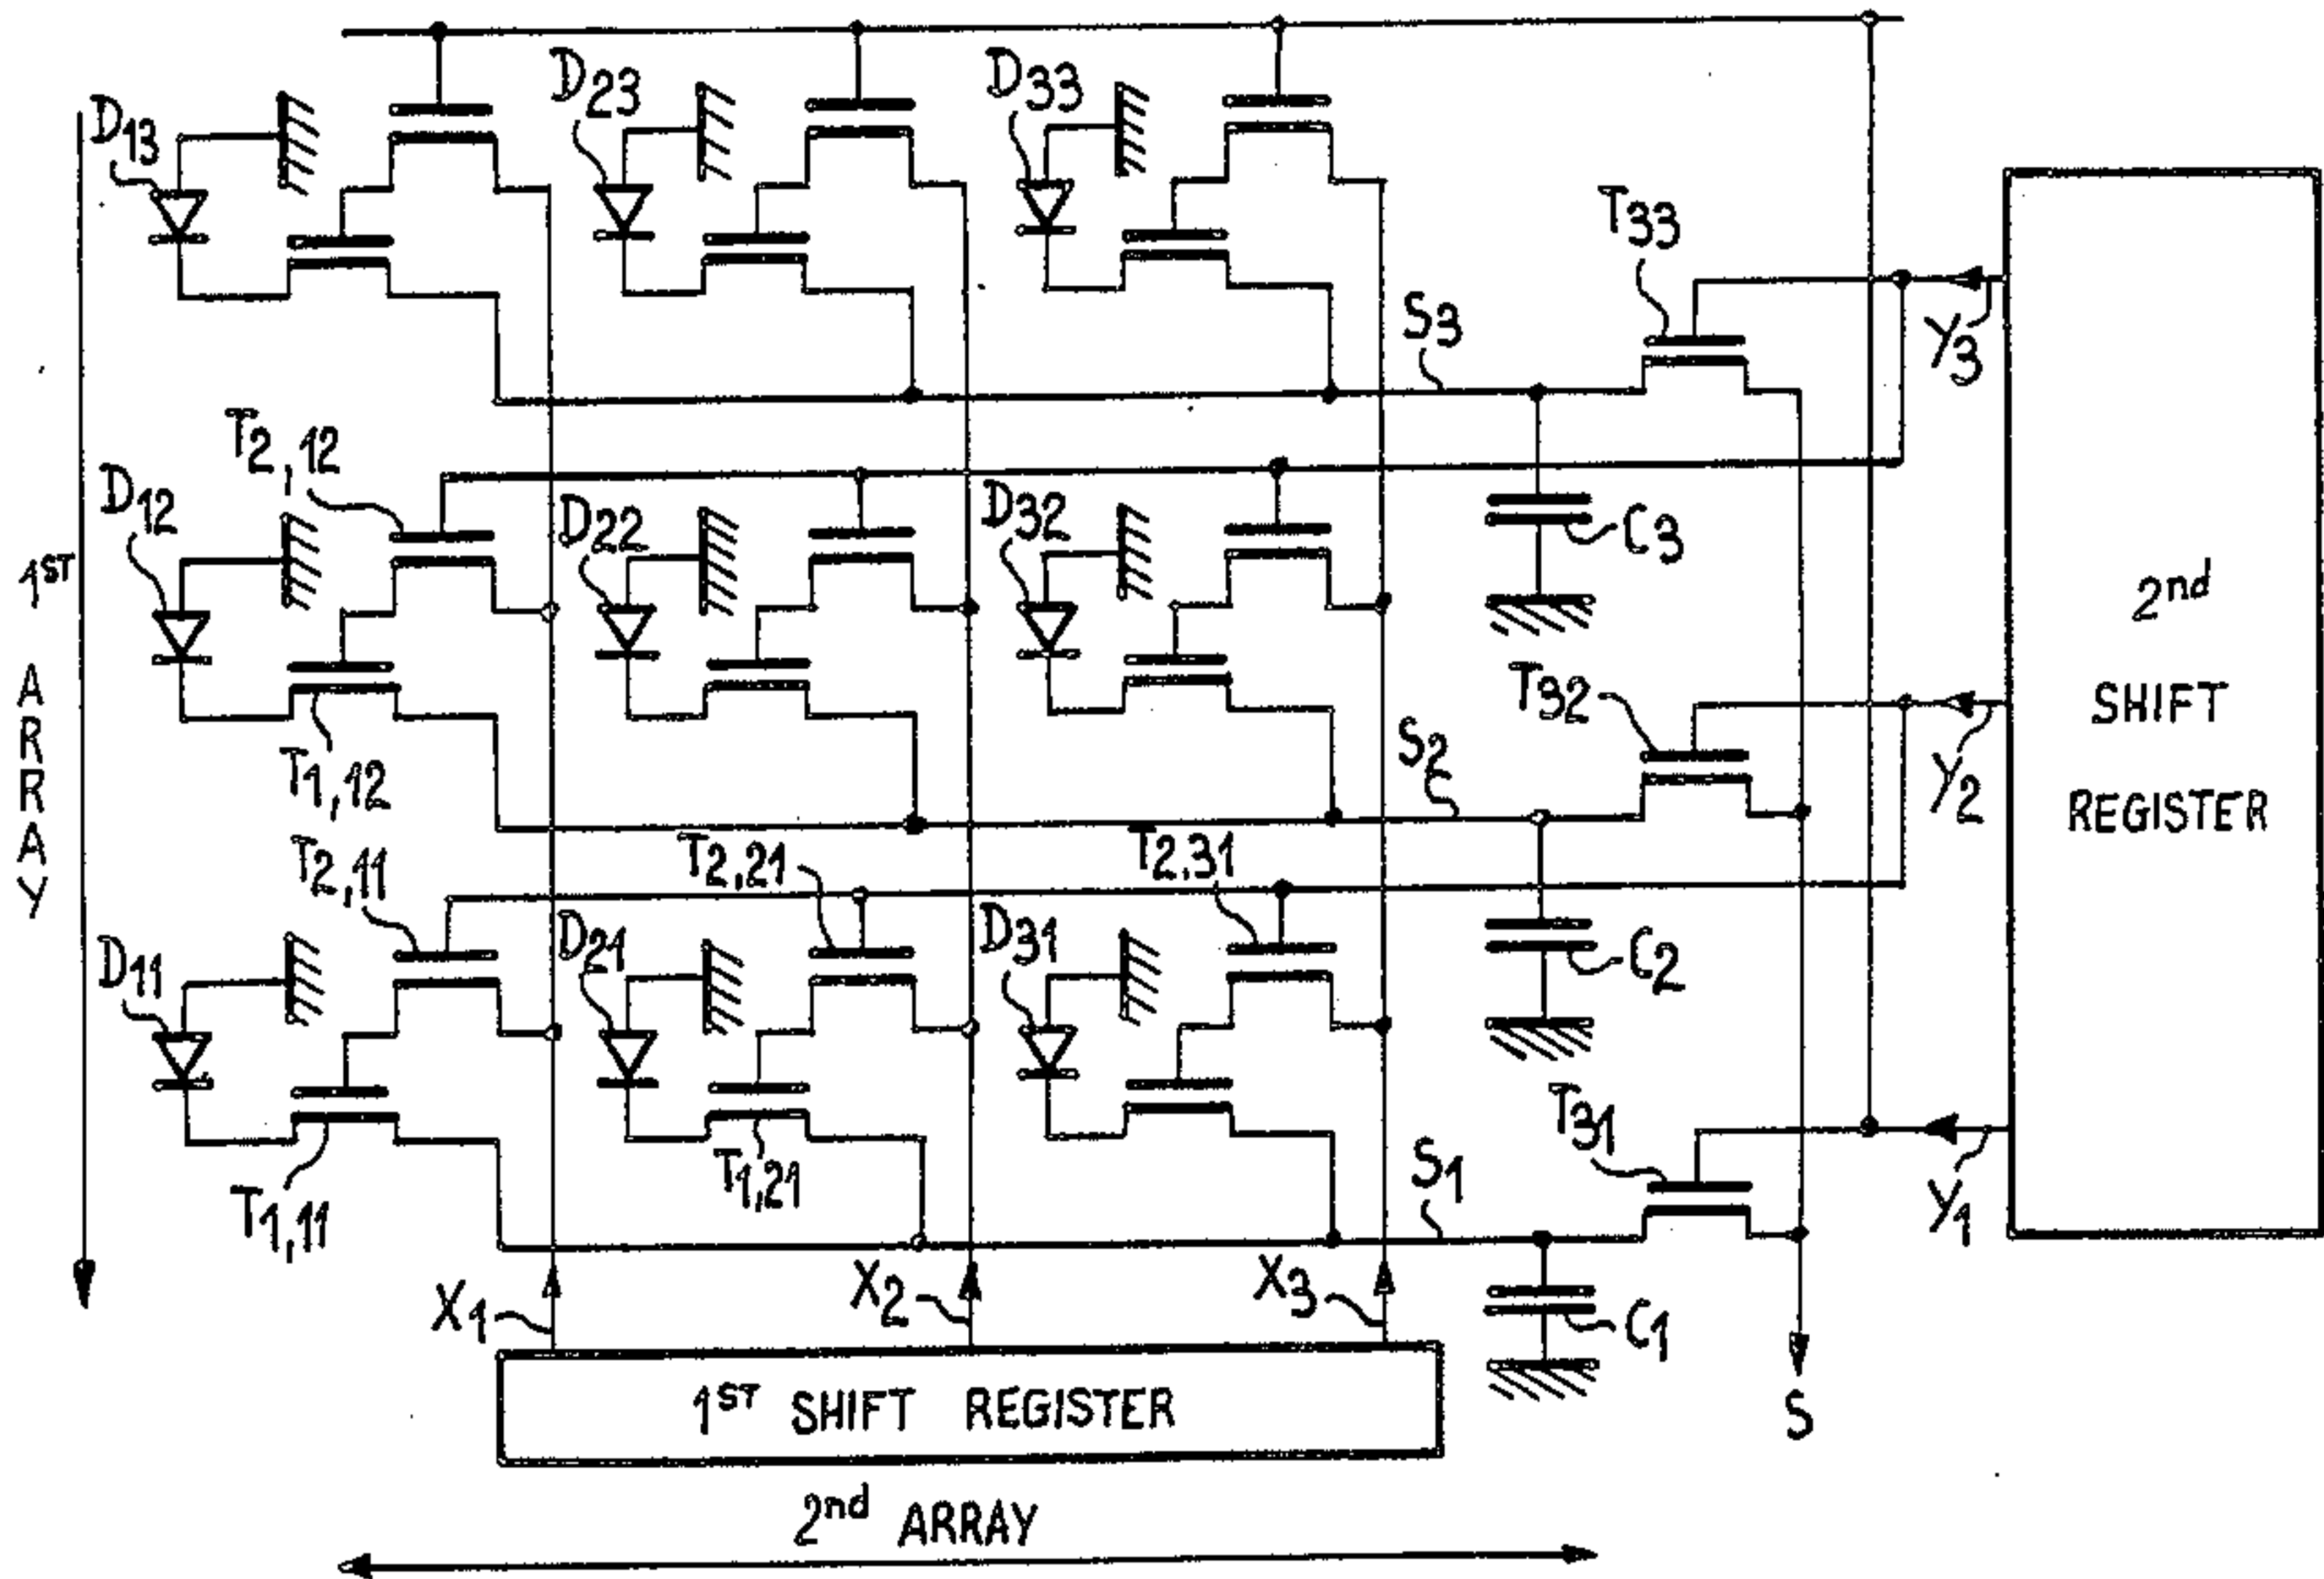 D13
D23
D33
T33
Y3
S3
T2,12
D12
D22
D32
C3
1ST ARRAY
2nd SHIFT REGISTER
T32
T1,12
S2
Y2
T2,11
T2,21
T2,31
D11
D21
D31
C2
T31
T1,11
T1,21
S1
Y1
X1
X2
X3
C1
1ST SHIFT REGISTER
S
2nd ARRAY